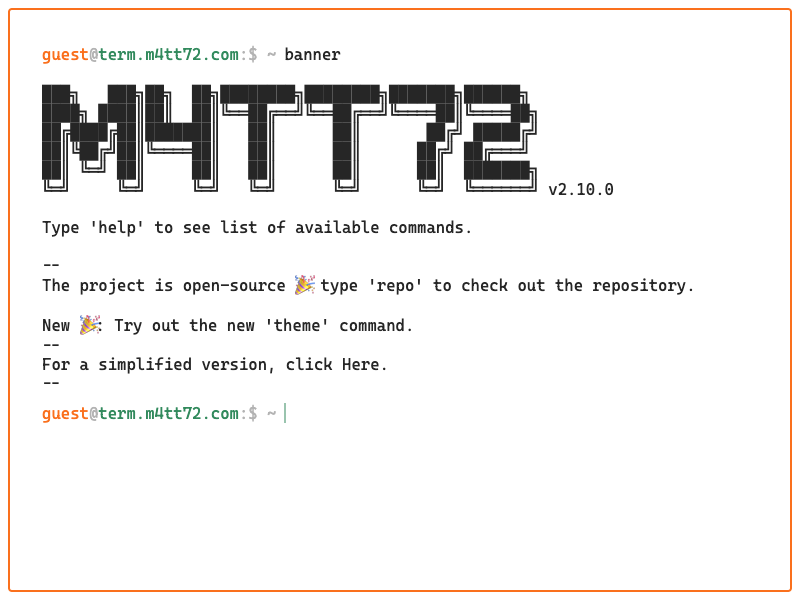 guest@term.m4tt72.com:$ ~ banner
M4TT72 v2.10.0
Type 'help' to see list of available commands.
--
The project is open-source 🎉 type 'repo' to check out the repository.
New 🎉: Try out the new 'theme' command.
--
For a simplified version, click Here.
--
guest@term.m4tt72.com:$ ~